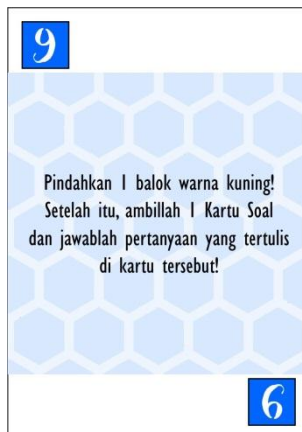 9
Pindahkan 1 balok warna kuning!
Setelah itu, ambillah 1 Kartu Soal
dan jawablah pertanyaan yang tertulis
di kartu tersebut!
9